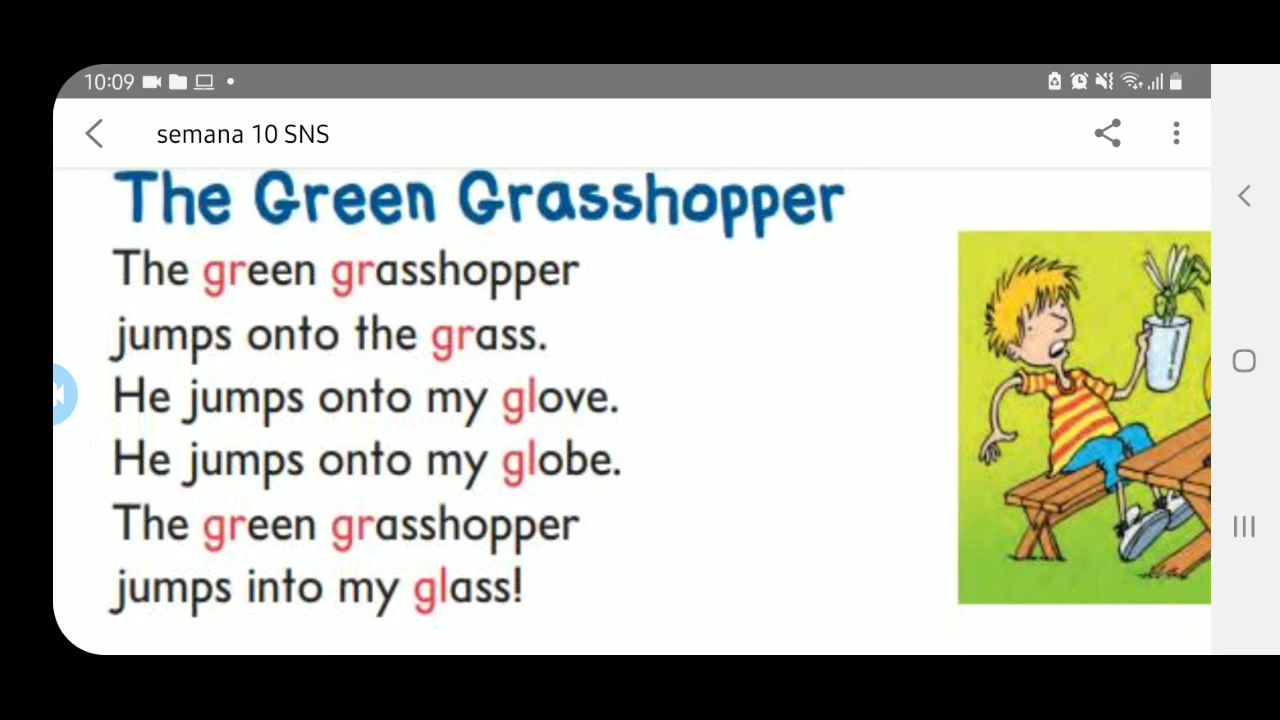 10:09
semana 10 SNS
The Green Grasshopper
The green grasshopper
jumps onto the grass.
He jumps onto my glove.
He jumps onto my globe.
The green grasshopper
jumps into my glass!